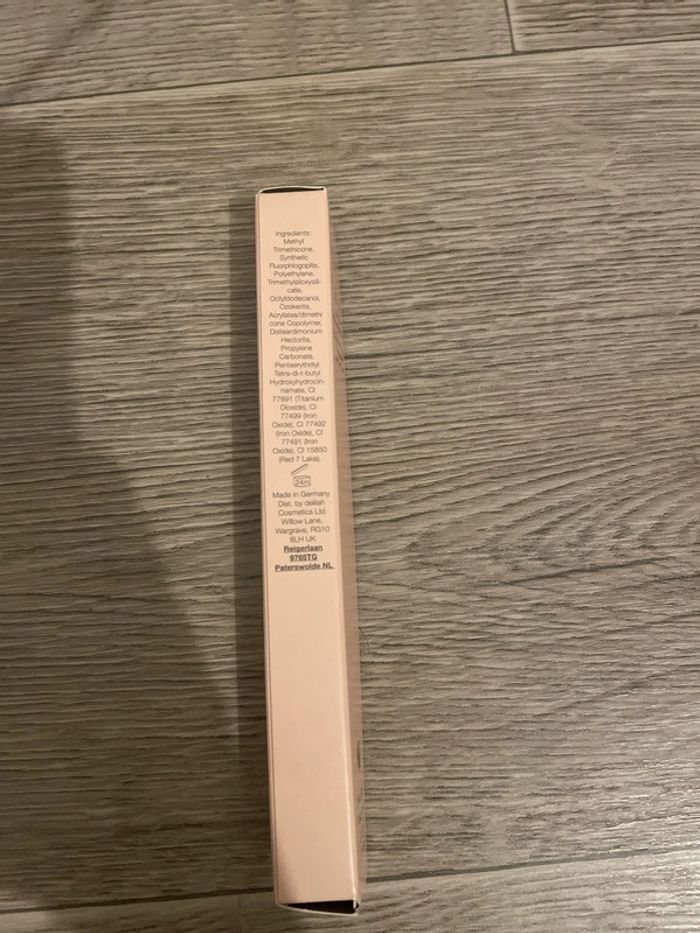 Ingredients:
Methyl
Trimethicone,
Synthetic
Fluorphlogopite,
Polyethylene,
Trimethylsiloxysili-
cate,
Octyldodecanol,
Ozokerite,
Acrylates/dimethi
cone Copolymer,
Disteardimonium
Hectorite,
Propylene
Carbonate,
Pentaerythrityl
Tetra-di-t-butyl
Hydroxyhydrocin-
namate, CI
77891 (Titanium
Dioxide), CI
77499 (Iron
Oxide), CI 77492
(Iron Oxide), CI
77491 (Iron
Oxide), CI 15850
(Red 7 Lake).
24m
Made in Germany
Dist. by delilah
Cosmetics Ltd
Willow Lane,
Wargrave, RG10
8LH UK
Reigerlaan
9765TG
Paterswolde NL